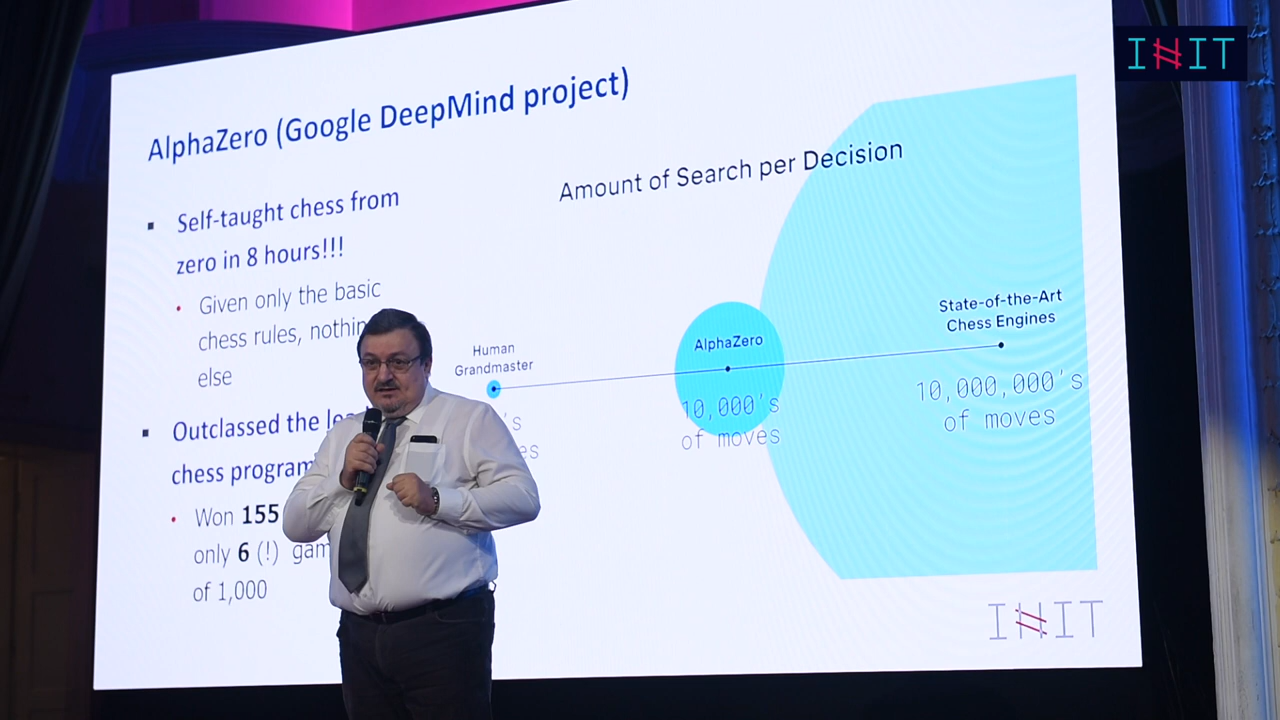 INIT
AlphaZero (Google DeepMind project)
Self-taught chess from
zero in 8 hours!!!
Given only the basic
chess rules,
else
Outclassed the
chess
Won 155
only 6 (!)
of 1,000
Amount of Search per Decision
Human
Grandmaster
AlphaZero
10,000's
of moves
State-of-the-Art
Chess Engines
10,000,000's
of moves
INIT